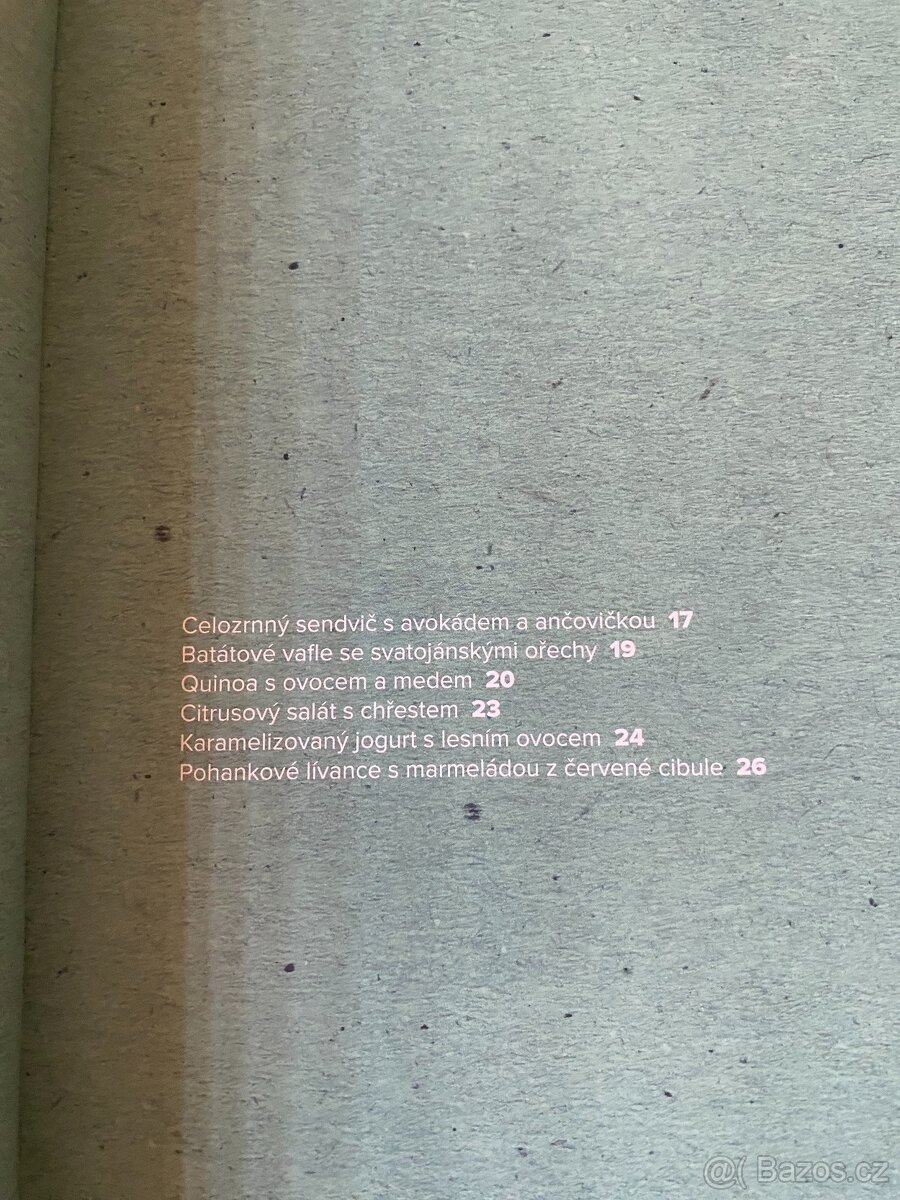 Celozrnný sendvič s avokádem a ančovičkou 17
Batátové vafle se svatojánskými ořechy 19
Quinoa s ovocem a medem 20
Citrusový salát s chřestem 23
Karamelizovaný jogurt s lesním ovocem 24
Pohankové lívance s marmeládou z červené cibule 26
@( Bazos.cz